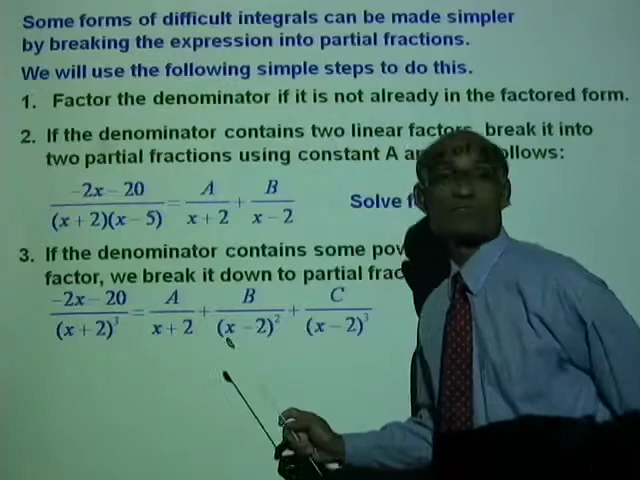 Some forms of difficult integrals can be made simpler
by breaking the expression into partial fractions.
We will use the following simple steps to do this.
1. Factor the denominator if it is not already in the factored form.
2. If the denominator contains two linear factors, break it into
two partial fractions using constant A ollows:
(-2x - 20)/((x + 2)(x - 5)) = A/(x + 2) + B/(x - 2) Solve
3. If the denominator contains some
factor, we break it down to partial
(-2x - 20)/(x + 2)³ = A/(x + 2) + B/(x - 2)² + C/(x - 2)³